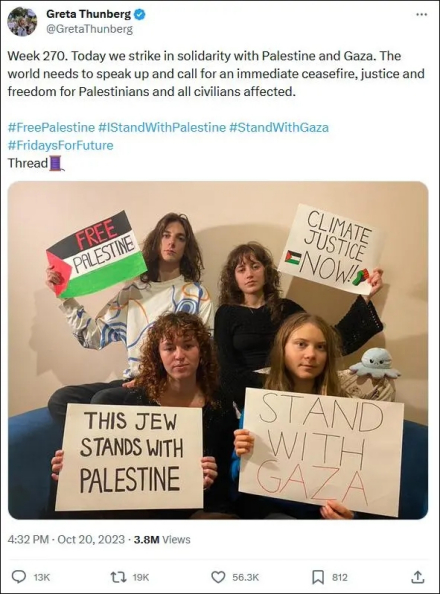 Greta Thunberg
@GretaThunberg
Week 270. Today we strike in solidarity with Palestine and Gaza. The
world needs to speak up and call for an immediate ceasefire, justice and
freedom for Palestinians and all civilians affected.
#FreePalestine #IStandWithPalestine #StandWithGaza
#FridaysForFuture
Thread🧵
FREE
PALESTINE
CLIMATE
JUSTICE
NOW!
THIS JEW
STANDS WITH
PALESTINE
STAND
WITH
GAZA
4:32 PM · Oct 20, 2023 · 3.8M Views
13K 19K 56.3K 812